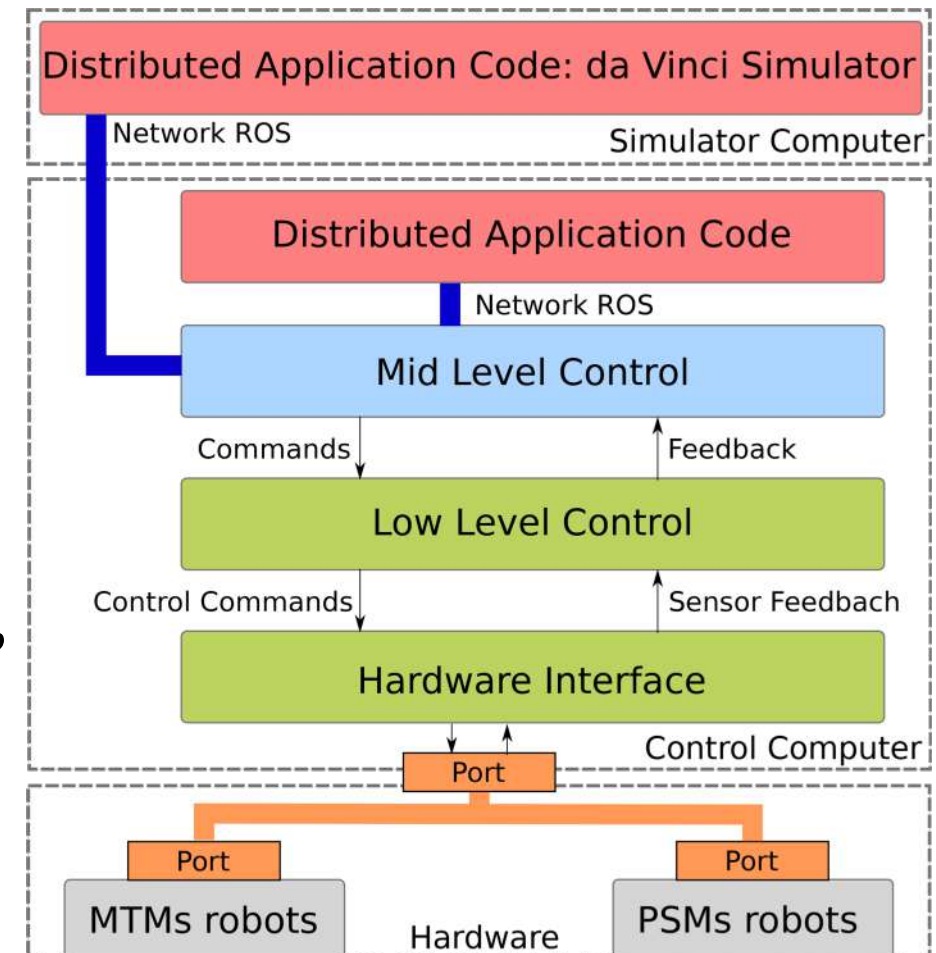 Distributed Application Code: da Vinci Simulator
Network ROS
Simulator Computer
Distributed Application Code
Network ROS
Mid Level Control
Commands
Feedback
Low Level Control
Control Commands
Sensor Feedbach
Hardware Interface
Control Computer
Port
Port
Port
MTMs robots
Hardware
PSMs robots